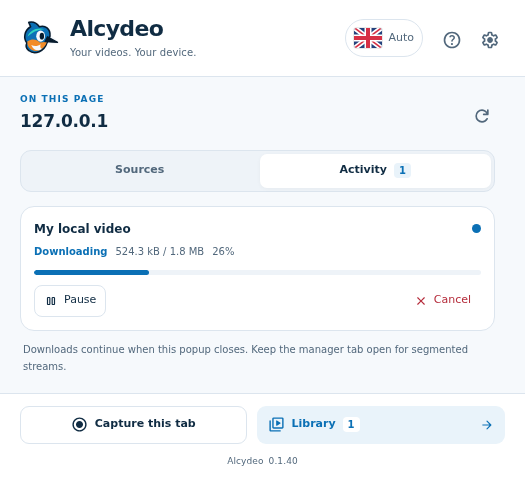 Alcydeo
Your videos. Your device.
Auto
ON THIS PAGE
127.0.0.1
Sources
Activity 1
My local video
Downloading 524.3 kB / 1.8 MB 26%
Pause
Cancel
Downloads continue when this popup closes. Keep the manager tab open for segmented
streams.
Capture this tab
Library 1
Alcydeo 0.1.40